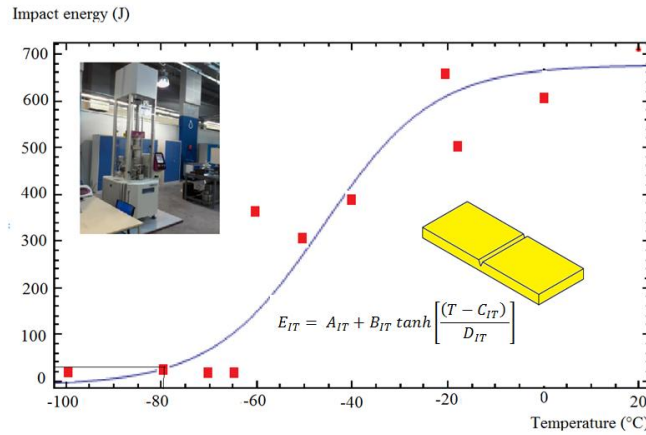 Impact energy (J)
700
600
500
400
300
200
100
0
E_IT = A_IT + B_IT tanh[(T − C_IT)/D_IT]
-100 -80 -60 -40 -20 0 20
Temperature (°C)